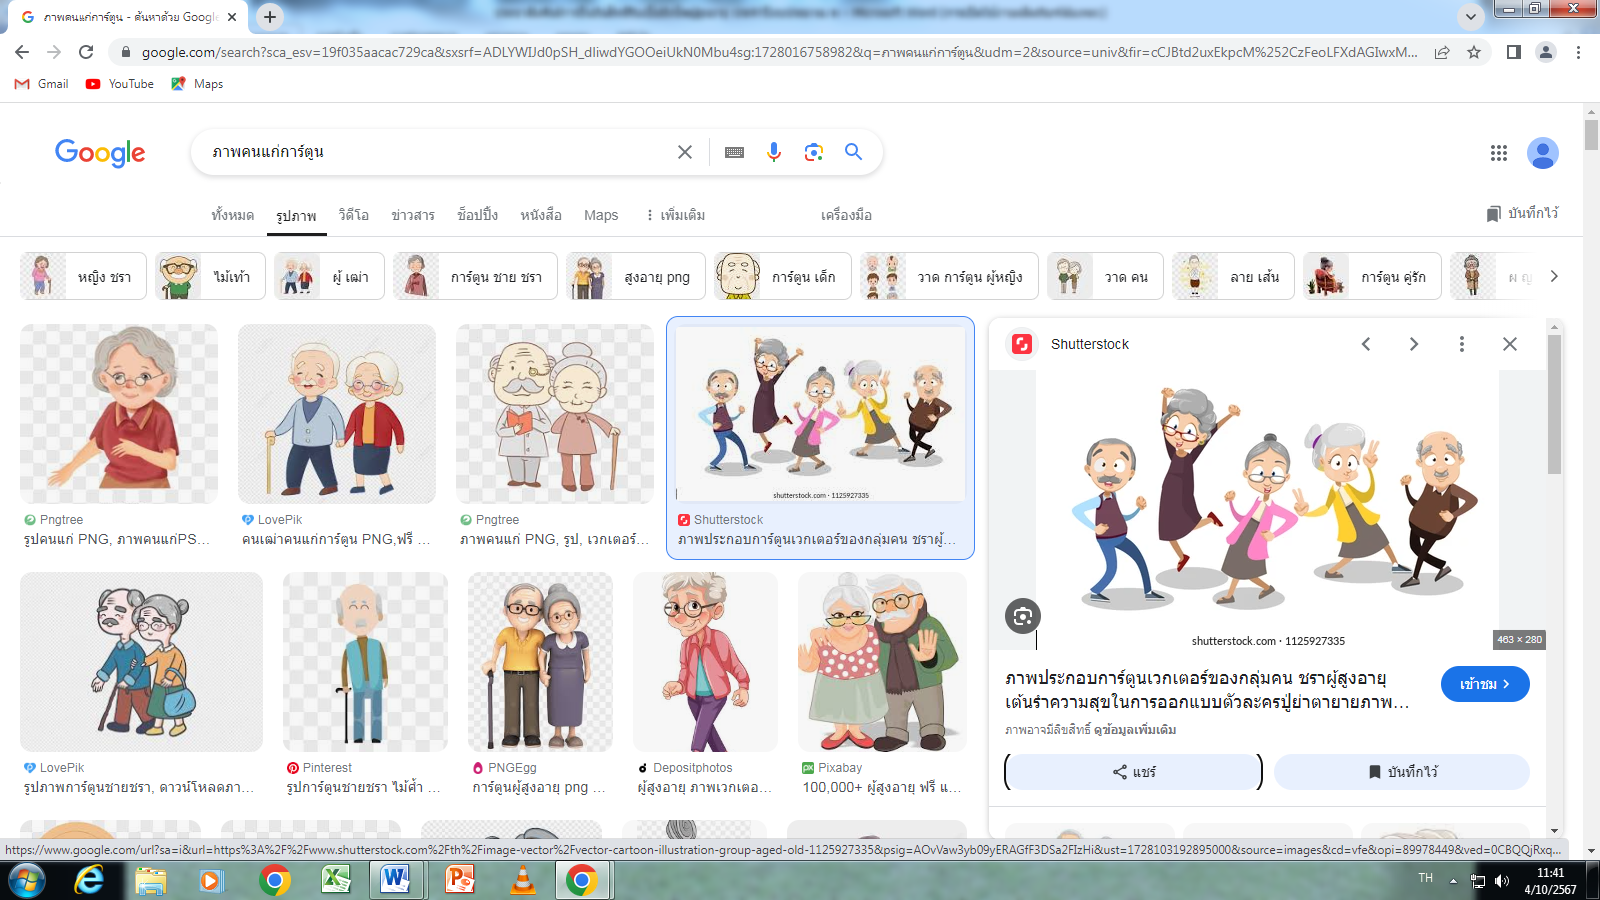 ภาพคนแก่การ์ตูน - ค้นหาด้วย Google
google.com/search?sca_esv=19f035aacac729ca&sxsrf=ADLYWIJd0pSH_dIiwdYGOOeiUkN0Mbu4sg:1728016758982&q=ภาพคนแก่การ์ตูน&udm=2&source=univ&fir=cCJBtd2uxEkpcM%252CzFeoLFXdAGIwxM...
Gmail YouTube Maps
Google
ภาพคนแก่การ์ตูน
ทั้งหมด รูปภาพ วิดีโอ ข่าวสาร ช็อปปิ้ง หนังสือ Maps เพิ่มเติม เครื่องมือ
บันทึกไว้
หญิง ชรา ไม้เท้า ผู้ เฒ่า การ์ตูน ชาย ชรา สูงอายุ png การ์ตูน เด็ก วาด การ์ตูน ผู้หญิง วาด คน ลาย เส้น การ์ตูน คู่รัก
shutterstock.com · 1125927335
Pngtree LovePik Pngtree Shutterstock
รูปคนแก่ PNG, ภาพคนแก่PS... คนเฒ่าคนแก่การ์ตูน PNG,ฟรี ... ภาพคนแก่ PNG, รูป, เวกเตอร์... ภาพประกอบการ์ตูนเวกเตอร์ของกลุ่มคน ชราผู้...
LovePik Pinterest PNGEgg Depositphotos Pixabay
รูปภาพการ์ตูนชายชรา, ดาวน์โหลดภา... รูปการ์ตูนชายชรา ไม้ค้ำ ... การ์ตูนผู้สูงอายุ png ... ผู้สูงอายุ ภาพเวกเตอ... 100,000+ ผู้สูงอายุ ฟรี แ...
Shutterstock
shutterstock.com · 1125927335
463 × 280
ภาพประกอบการ์ตูนเวกเตอร์ของกลุ่มคน ชราผู้สูงอายุ
เต้นรำความสุขในการออกแบบตัวละครปู่ย่าตายายภาพ...
เข้าชม
ภาพอาจมีลิขสิทธิ์ ดูข้อมูลเพิ่มเติม
แชร์ บันทึกไว้
https://www.google.com/url?sa=i&url=https%3A%2F%2Fwww.shutterstock.com%2Fth%2Fimage-vector%2Fvector-cartoon-illustration-group-aged-old-1125927335&psig=AOvVaw3yb09yERAGfF3DSa2FIzHi&ust=1728103192895000&source=images&cd=vfe&opi=89978449&ved=0CBQQjRxq...
TH
11:41
4/10/2567